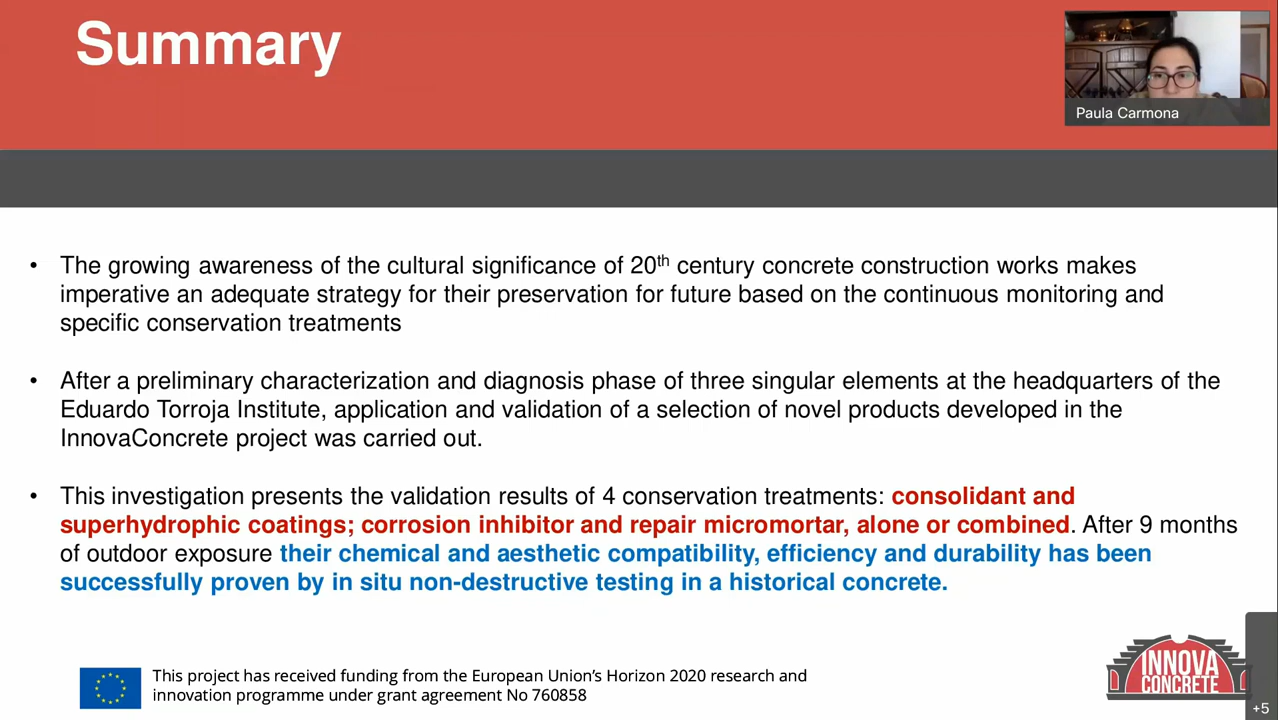 Summary
Paula Carmona
• The growing awareness of the cultural significance of 20th century concrete construction works makes
imperative an adequate strategy for their preservation for future based on the continuous monitoring and
specific conservation treatments
• After a preliminary characterization and diagnosis phase of three singular elements at the headquarters of the
Eduardo Torroja Institute, application and validation of a selection of novel products developed in the
InnovaConcrete project was carried out.
• This investigation presents the validation results of 4 conservation treatments: consolidant and
superhydrophic coatings; corrosion inhibitor and repair micromortar, alone or combined. After 9 months
of outdoor exposure their chemical and aesthetic compatibility, efficiency and durability has been
successfully proven by in situ non-destructive testing in a historical concrete.
This project has received funding from the European Union's Horizon 2020 research and
innovation programme under grant agreement No 760858
INNOVA
CONCRETE
+5